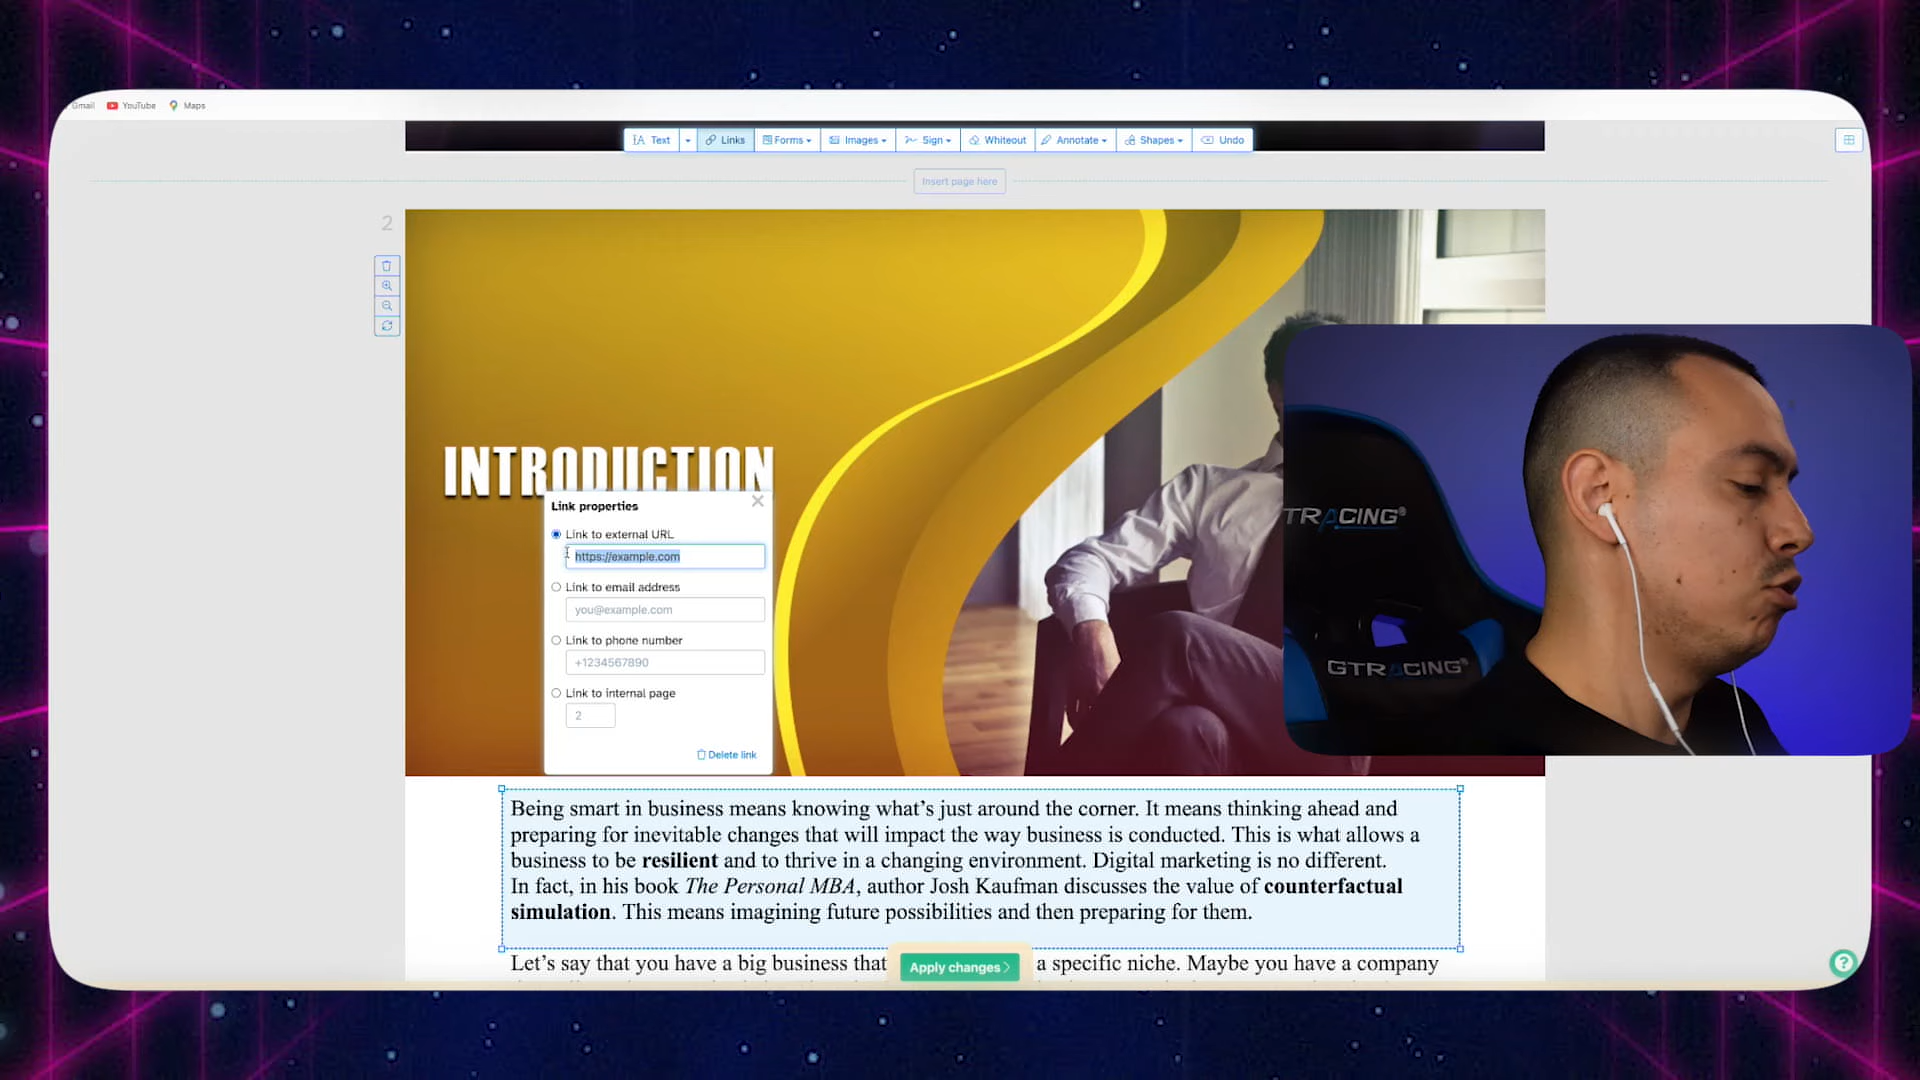 Gmail YouTube Maps
Text Links Forms Images Sign Whiteout Annotate Shapes Undo
Insert page here
2
INTRODUCTION
Link properties
Link to external URL
https://example.com
Link to email address
you@example.com
Link to phone number
+1234567890
Link to internal page
2
Delete link
TRACING®
GTRACING®
Being smart in business means knowing what’s just around the corner. It means thinking ahead and
preparing for inevitable changes that will impact the way business is conducted. This is what allows a
business to be resilient and to thrive in a changing environment. Digital marketing is no different.
In fact, in his book The Personal MBA, author Josh Kaufman discusses the value of counterfactual
simulation. This means imagining future possibilities and then preparing for them.
Let’s say that you have a big business that
Apply changes
a specific niche. Maybe you have a company
?